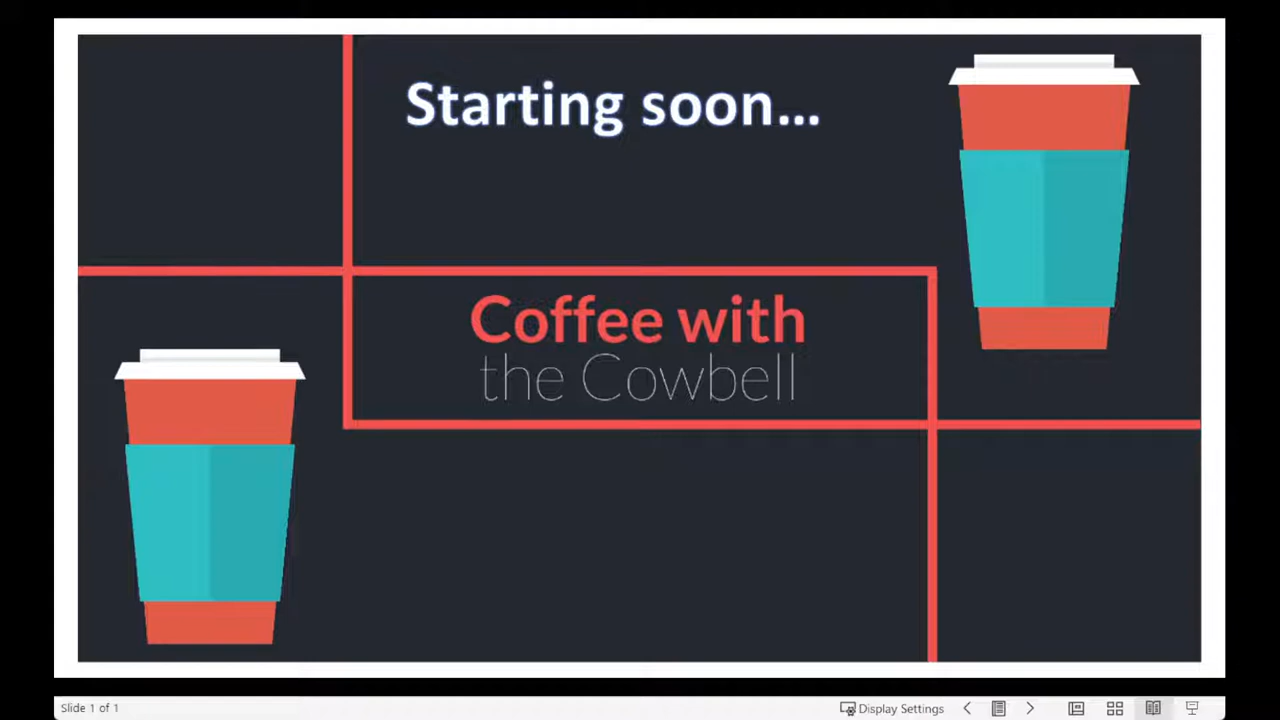 Starting soon...
Coffee with
the Cowbell
Slide 1 of 1
Display Settings